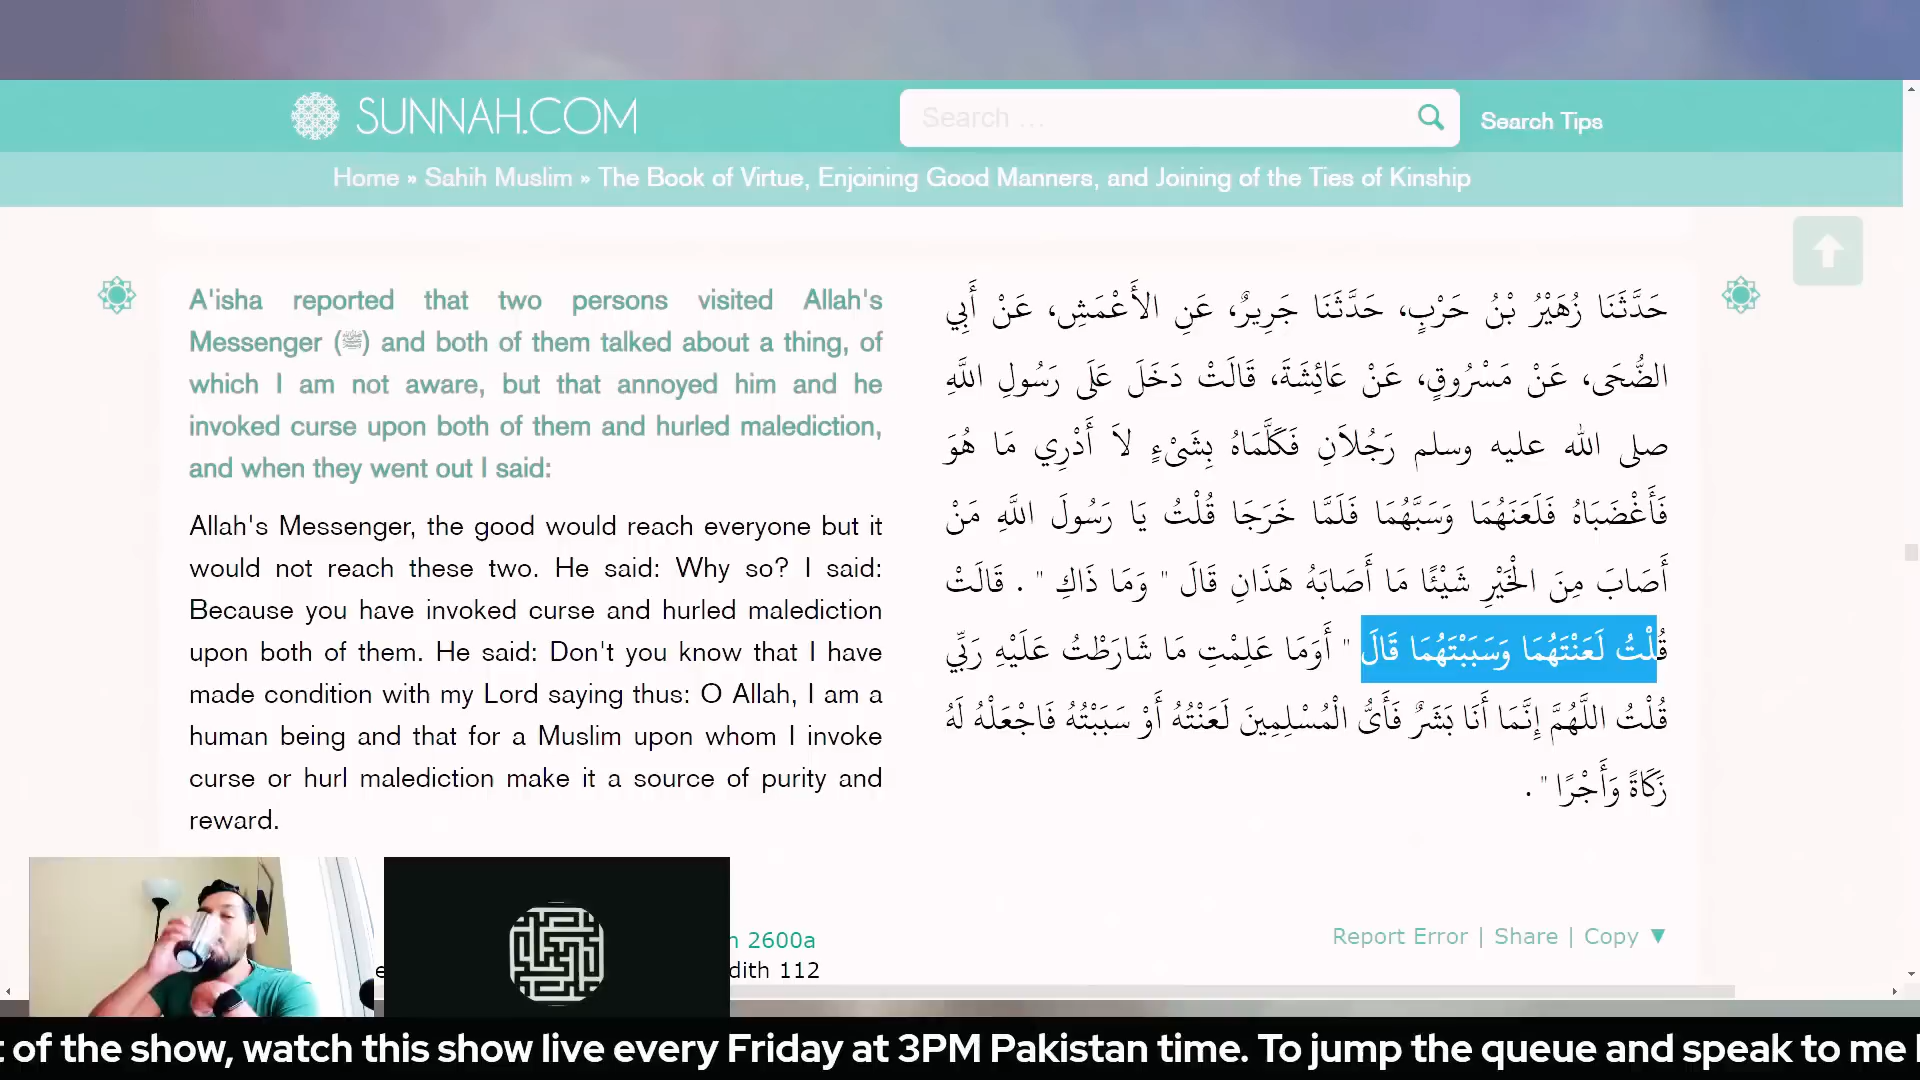 SUNNAH.COM
Search ...
Search Tips
Home » Sahih Muslim » The Book of Virtue, Enjoining Good Manners, and Joining of the Ties of Kinship
A'isha reported that two persons visited Allah's
Messenger (ﷺ) and both of them talked about a thing, of
which I am not aware, but that annoyed him and he
invoked curse upon both of them and hurled malediction,
and when they went out I said:
Allah's Messenger, the good would reach everyone but it
would not reach these two. He said: Why so? I said:
Because you have invoked curse and hurled malediction
upon both of them. He said: Don't you know that I have
made condition with my Lord saying thus: O Allah, I am a
human being and that for a Muslim upon whom I invoke
curse or hurl malediction make it a source of purity and
reward.
حَدَّثَنَا زُهَيْرُ بْنُ حَرْبٍ، حَدَّثَنَا جَرِيرٌ، عَنِ الأَعْمَشِ، عَنْ أَبِي
الضُّحَى، عَنْ مَسْرُوقٍ، عَنْ عَائِشَةَ، قَالَتْ دَخَلَ عَلَى رَسُولِ اللَّهِ
صلى الله عليه وسلم رَجُلاَنِ فَكَلَّمَاهُ بِشَىْءٍ لاَ أَدْرِي مَا هُوَ
فَأَغْضَبَاهُ فَلَعَنَهُمَا وَسَبَّهُمَا فَلَمَّا خَرَجَا قُلْتُ يَا رَسُولَ اللَّهِ مَنْ
أَصَابَ مِنَ الْخَيْرِ شَيْئًا مَا أَصَابَهُ هَذَانِ قَالَ " وَمَا ذَاكِ " . قَالَتْ
قُلْتُ لَعَنْتَهُمَا وَسَبَبْتَهُمَا قَالَ " أَوَمَا عَلِمْتِ مَا شَارَطْتُ عَلَيْهِ رَبِّي
قُلْتُ اللَّهُمَّ إِنَّمَا أَنَا بَشَرٌ فَأَىُّ الْمُسْلِمِينَ لَعَنْتُهُ أَوْ سَبَبْتُهُ فَاجْعَلْهُ لَهُ
زَكَاةً وَأَجْرًا " .
2600a
112
Report Error | Share | Copy ▼
of the show, watch this show live every Friday at 3PM Pakistan time. To jump the queue and speak to me